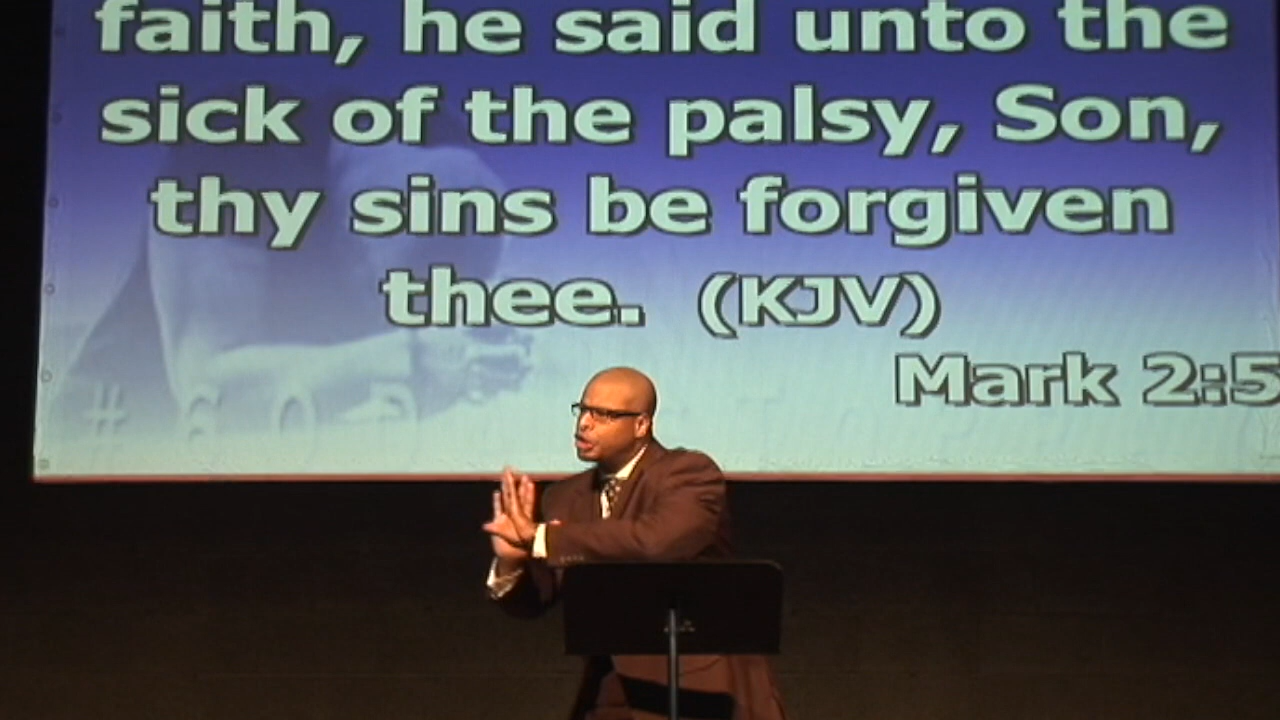 faith, he said unto the
sick of the palsy, Son,
thy sins be forgiven
thee. (KJV)
Mark 2:5